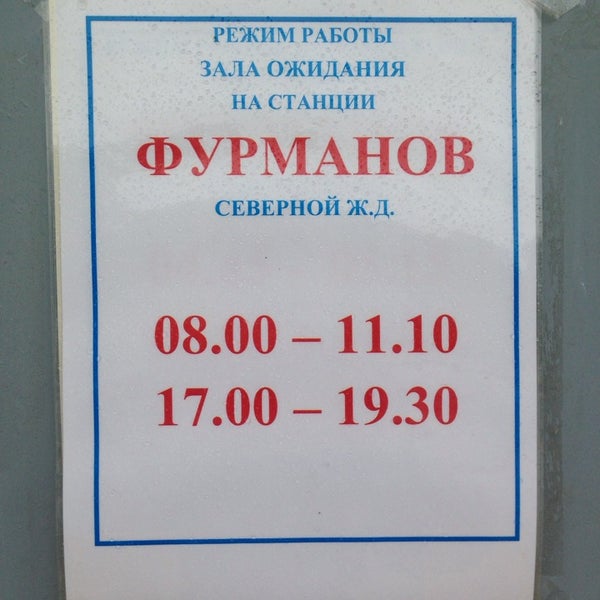 РЕЖИМ РАБОТЫ
ЗАЛА ОЖИДАНИЯ
НА СТАНЦИИ
ФУРМАНОВ
СЕВЕРНОЙ Ж.Д.
08.00 – 11.10
17.00 – 19.30